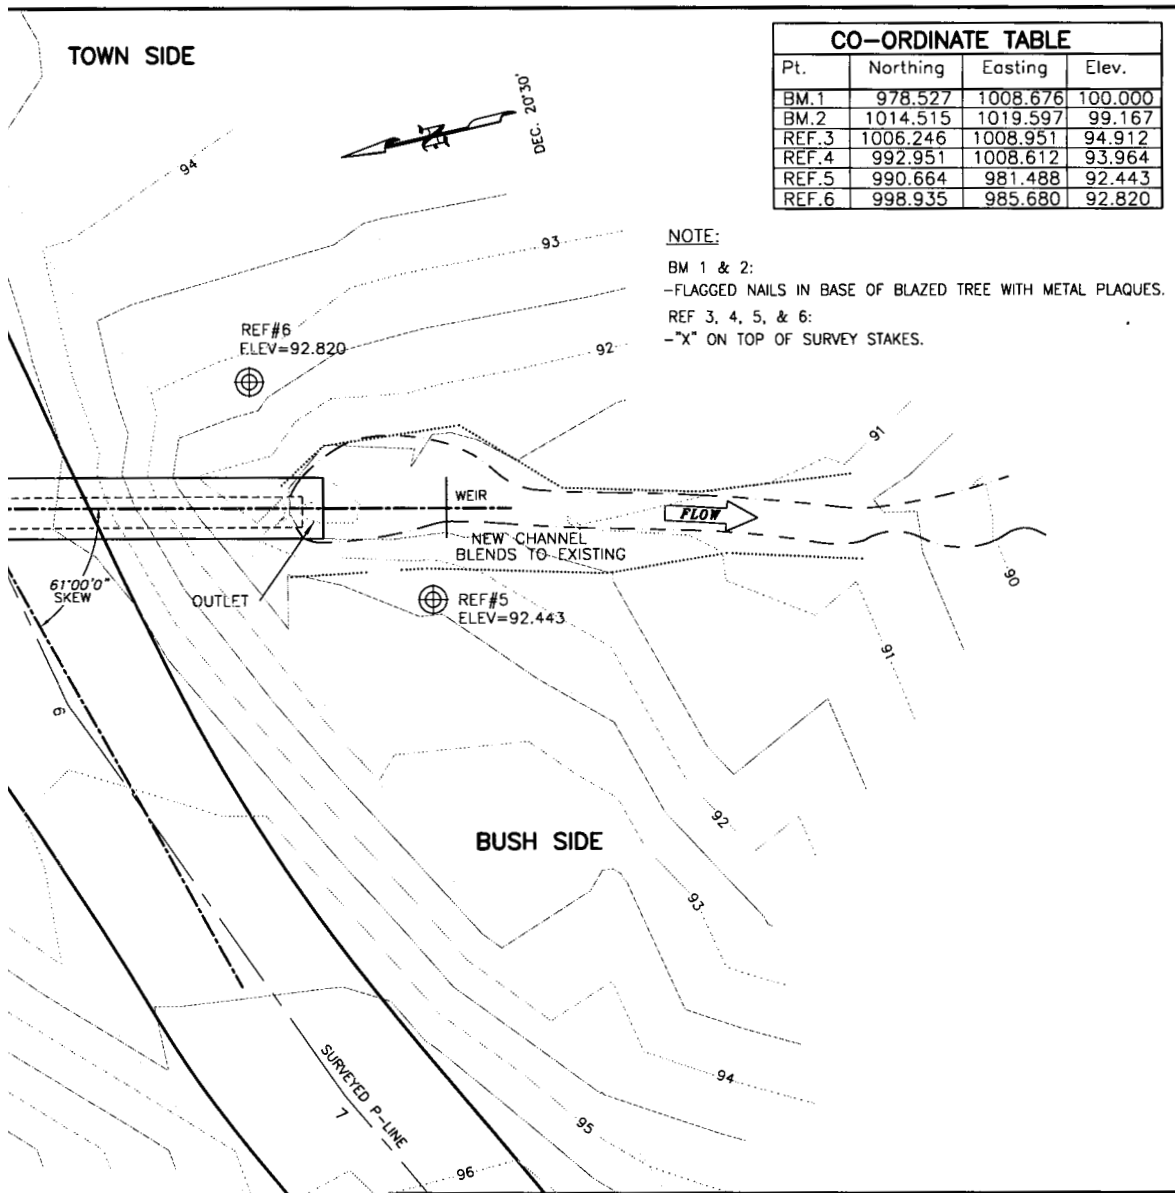 TOWN SIDE
CO-ORDINATE TABLE
Pt. Northing Easting Elev.
BM.1 978.527 1008.676 100.000
BM.2 1014.515 1019.597 99.167
REF.3 1006.246 1008.951 94.912
REF.4 992.951 1008.612 93.964
REF.5 990.664 981.488 92.443
REF.6 998.935 985.680 92.820
N
DEC. 20°30'
94
NOTE:
BM 1 & 2:
-FLAGGED NAILS IN BASE OF BLAZED TREE WITH METAL PLAQUES.
REF 3, 4, 5, & 6:
-"X" ON TOP OF SURVEY STAKES.
93
REF#6
ELEV=92.820
92
91
WEIR
FLOW
NEW CHANNEL
BLENDS TO EXISTING
61°00'0"
SKEW
OUTLET
REF#5
ELEV=92.443
90
91
6
92
BUSH SIDE
93
SURVEYED P-LINE
7
94
95
96